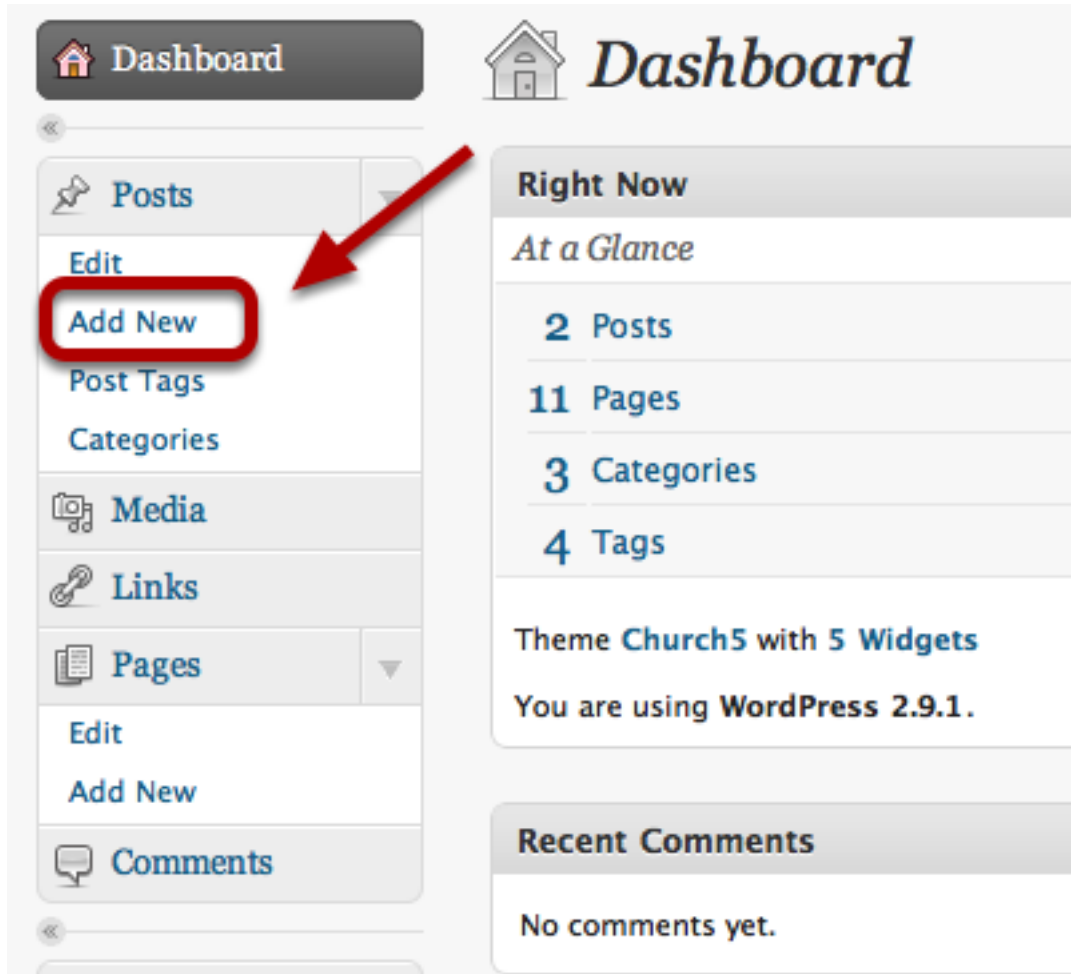 Dashboard
Posts
Edit
Add New
Post Tags
Categories
Media
Links
Pages
Edit
Add New
Comments
Dashboard
Right Now
At a Glance
2 Posts
11 Pages
3 Categories
4 Tags
Theme Church5 with 5 Widgets
You are using WordPress 2.9.1.
Recent Comments
No comments yet.